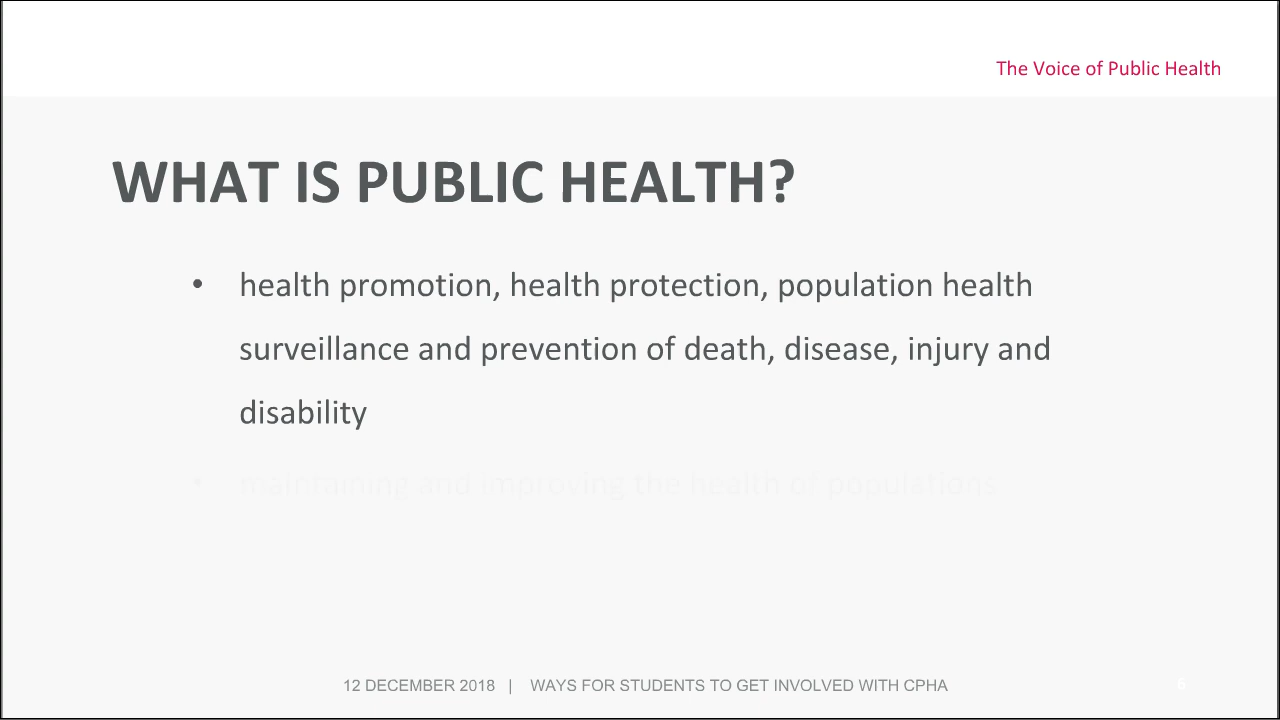 The Voice of Public Health
WHAT IS PUBLIC HEALTH?
• health promotion, health protection, population health
surveillance and prevention of death, disease, injury and
disability
• maintaining and improving the health of populations
12 DECEMBER 2018 | WAYS FOR STUDENTS TO GET INVOLVED WITH CPHA
6